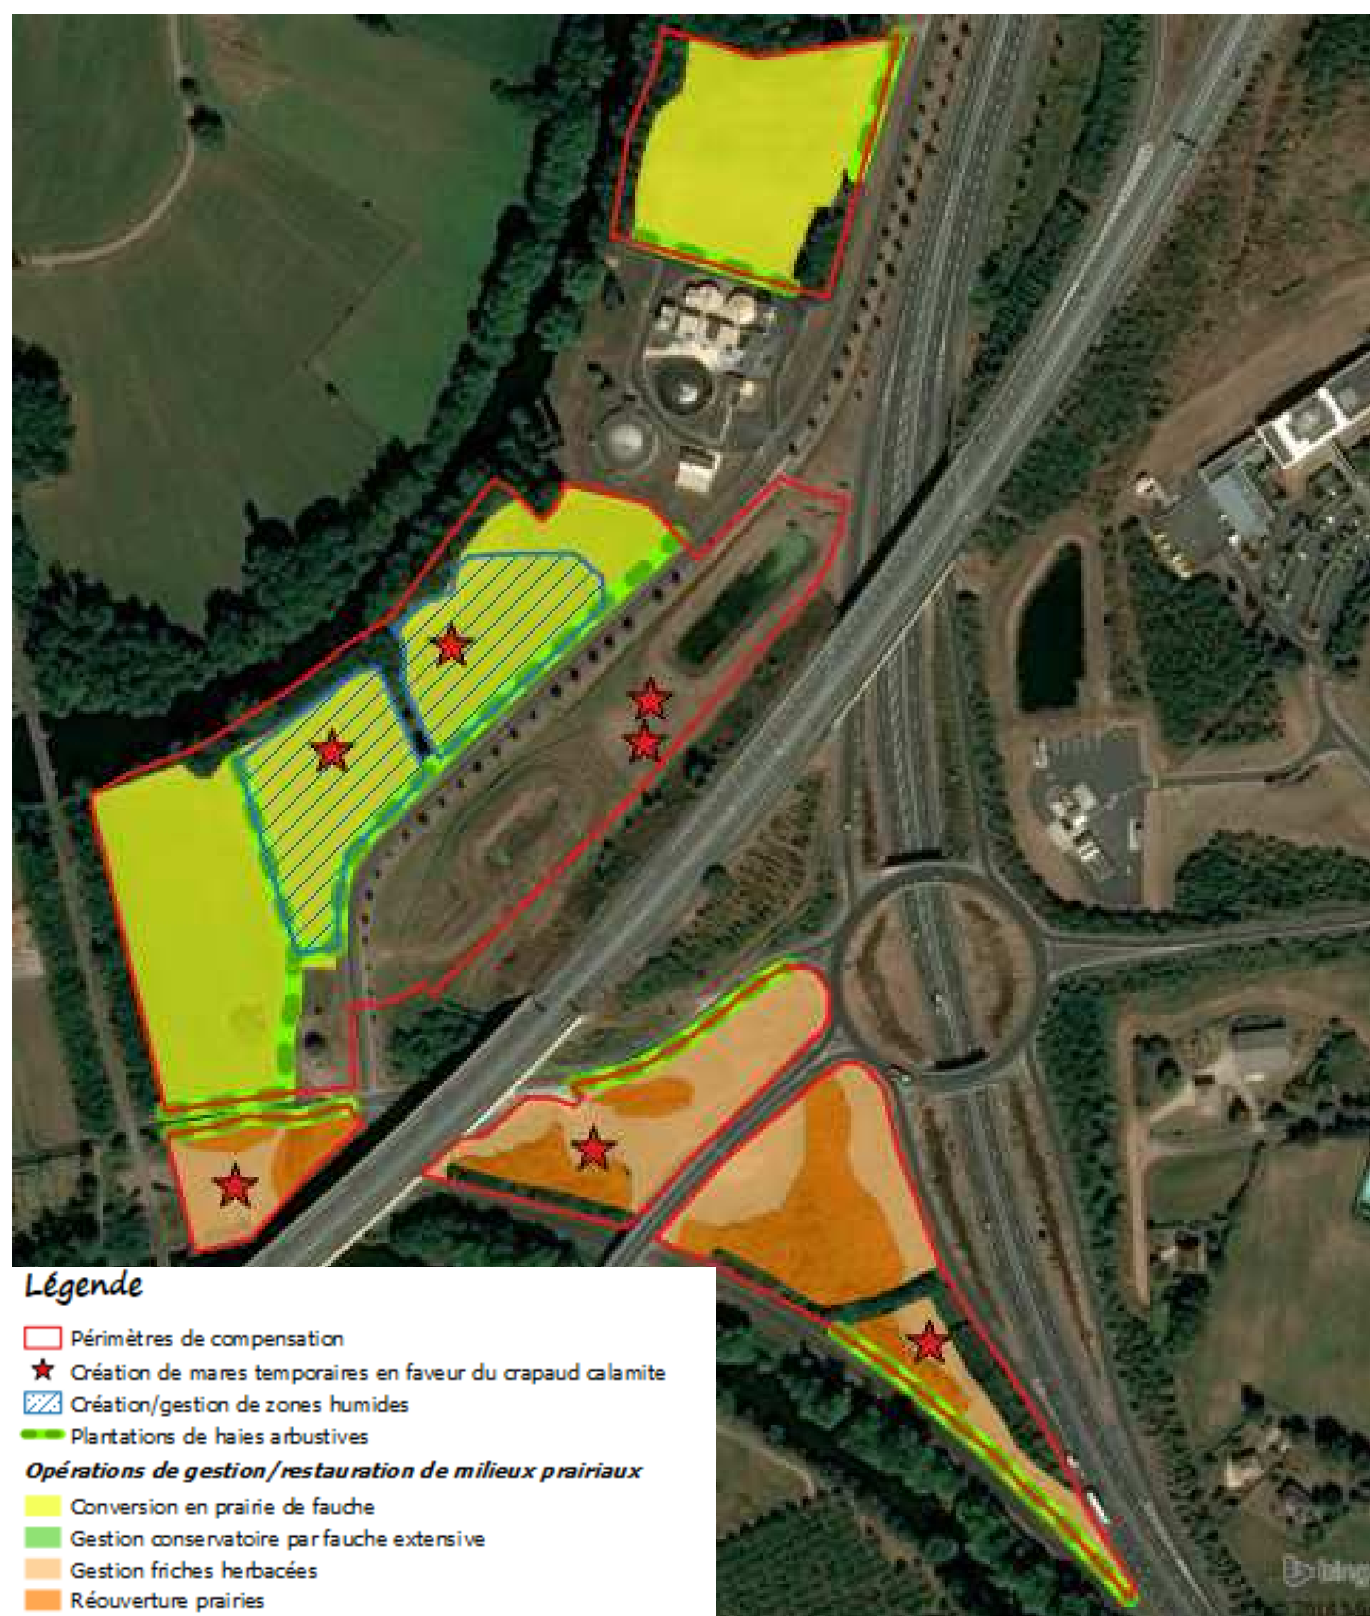 Légende
Périmètres de compensation
Création de mares temporaires en faveur du crapaud calamite
Création/gestion de zones humides
Plantations de haies arbustives
Opérations de gestion/restauration de milieux prairiaux
Conversion en prairie de fauche
Gestion conservatoire par fauche extensive
Gestion friches herbacées
Réouverture prairies
bing